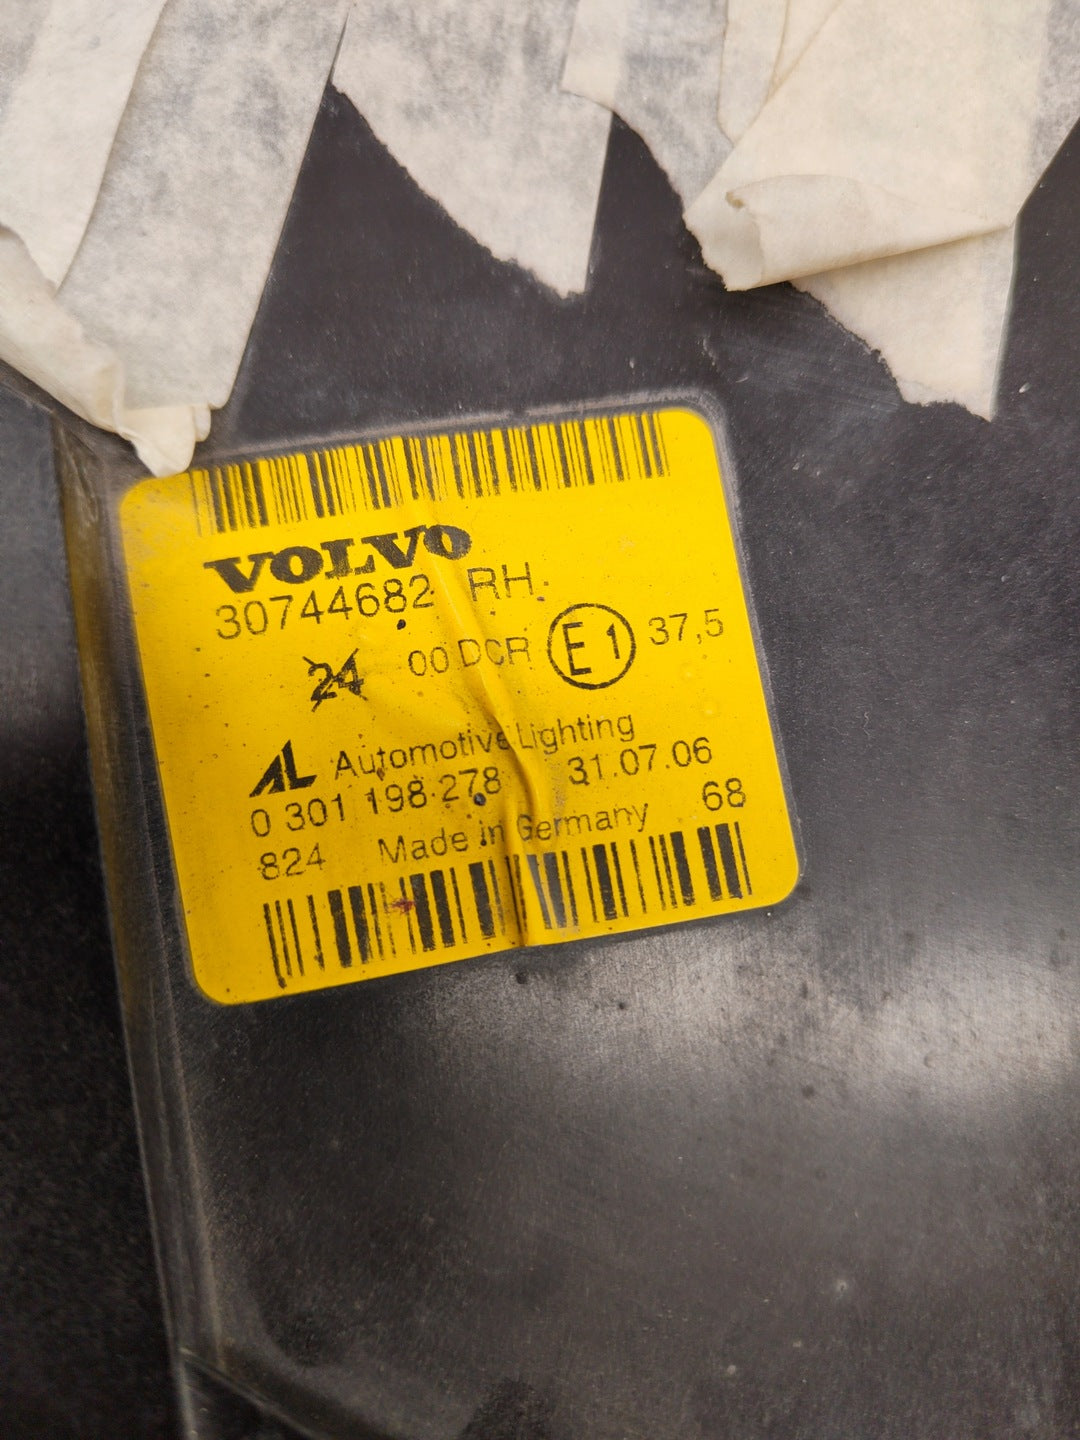 VOLVO
30744682 RH
24 00 DCR E1 37,5
AL Automotive Lighting
0 301 198 278 31.07.06
824 Made in Germany 68